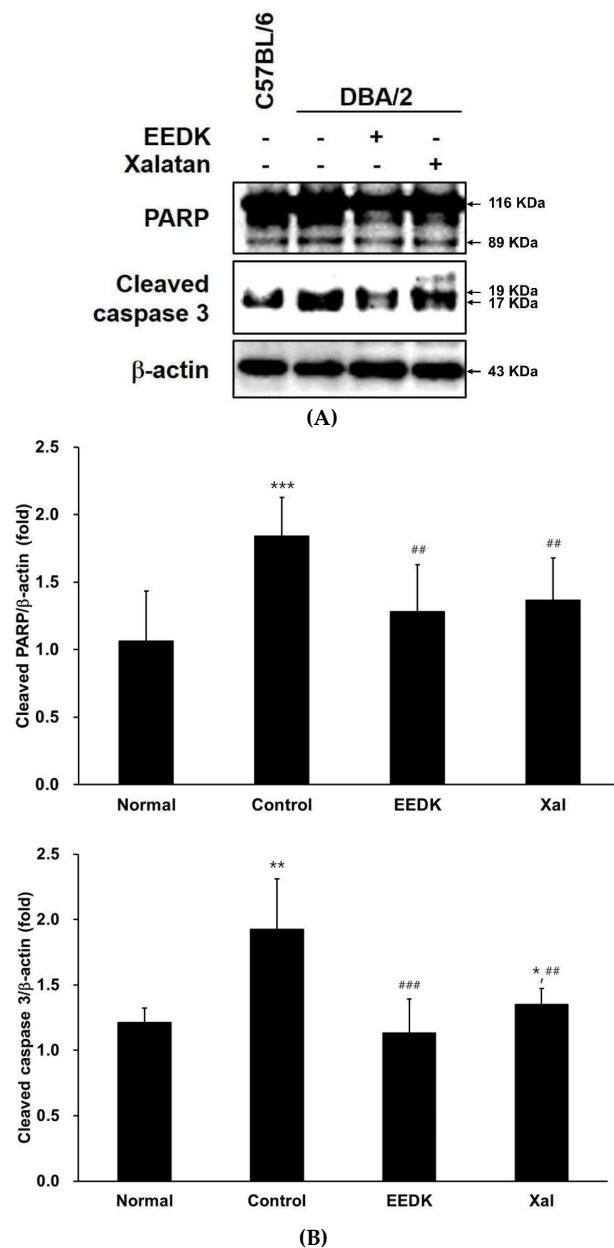 C57BL/6
DBA/2
EEDK - - + -
Xalatan - - - +
PARP
116 KDa
89 KDa
Cleaved
caspase 3
19 KDa
17 KDa
β-actin
43 KDa
(A)
Cleaved PARP/β-actin (fold)
2.5
2.0
1.5
1.0
0.5
0.0
***
##
##
Normal Control EEDK Xal
Cleaved caspase 3/β-actin (fold)
2.5
2.0
1.5
1.0
0.5
0.0
**
###
*, ##
Normal Control EEDK Xal
(B)